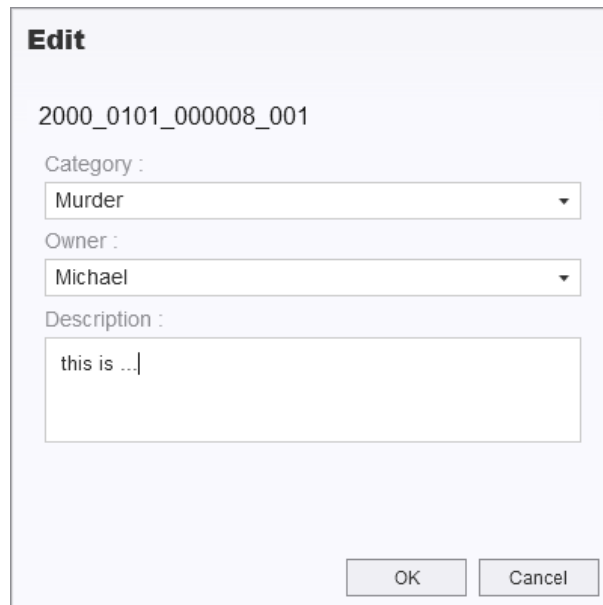 Edit
2000_0101_000008_001
Category :
Murder
Owner :
Michael
Description :
this is ...
OK Cancel